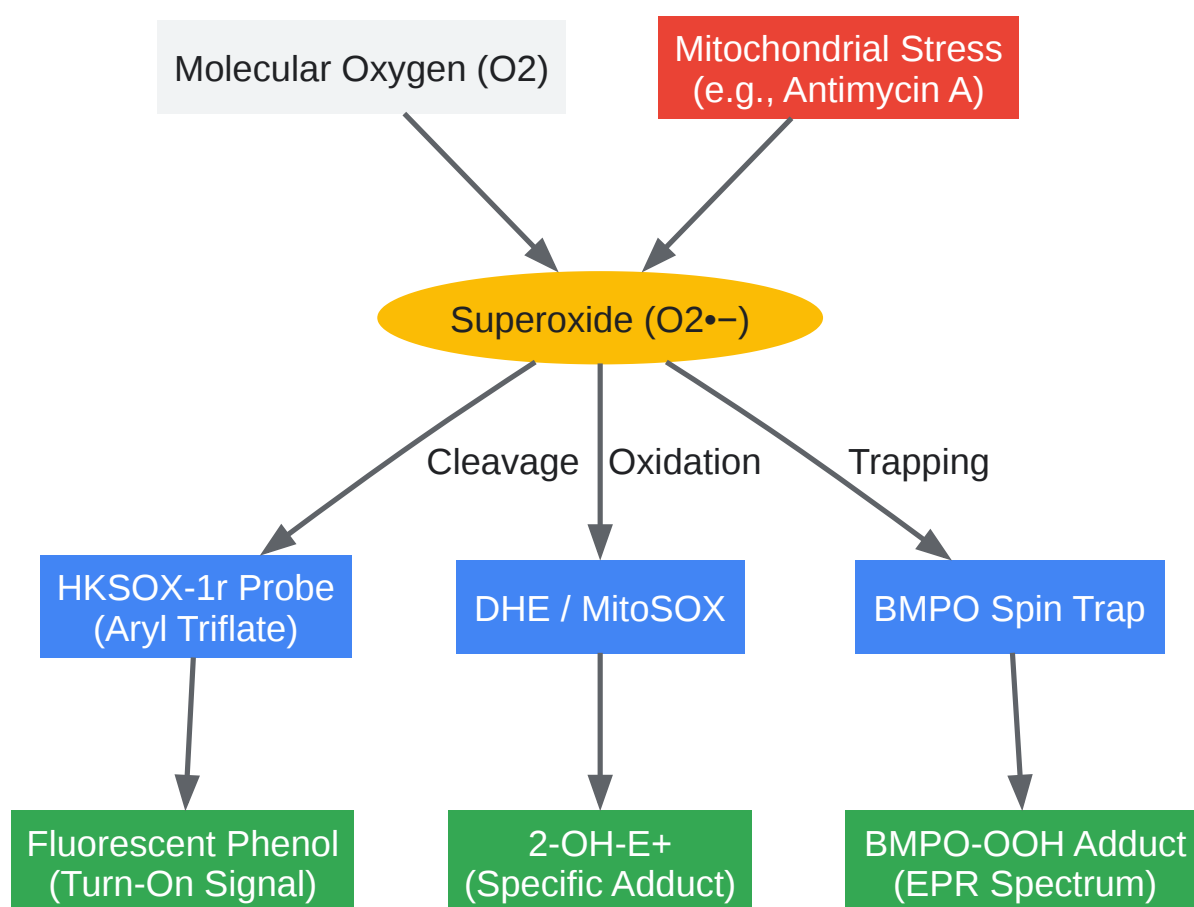 Molecular Oxygen (O2)
Mitochondrial Stress
(e.g., Antimycin A)
Superoxide (O2•−)
Cleavage
Oxidation
Trapping
HKSOX-1r Probe
(Aryl Triflate)
DHE / MitoSOX
BMPO Spin Trap
Fluorescent Phenol
(Turn-On Signal)
2-OH-E+
(Specific Adduct)
BMPO-OOH Adduct
(EPR Spectrum)